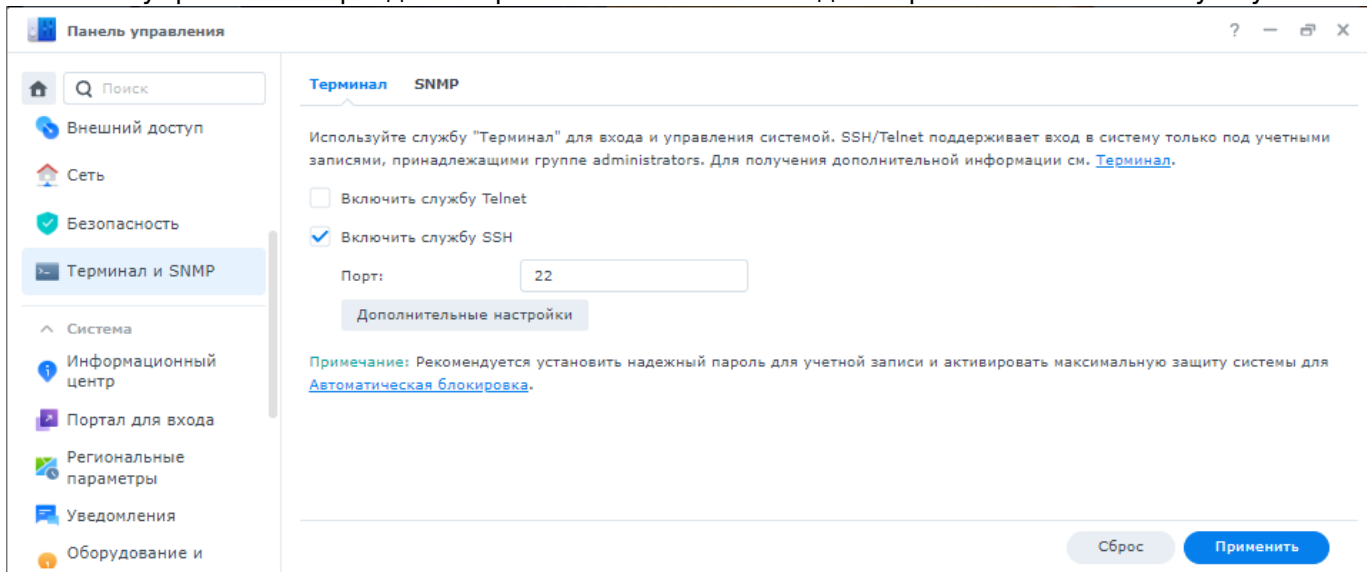 Панель управления
Поиск
Внешний доступ
Сеть
Безопасность
Терминал и SNMP
Система
Информационный
центр
Портал для входа
Региональные
параметры
Уведомления
Оборудование и
Терминал SNMP
Используйте службу "Терминал" для входа и управления системой. SSH/Telnet поддерживает вход в систему только под учетными
записями, принадлежащими группе administrators. Для получения дополнительной информации см. Терминал.
Включить службу Telnet
Включить службу SSH
Порт: 22
Дополнительные настройки
Примечание: Рекомендуется установить надежный пароль для учетной записи и активировать максимальную защиту системы для
Автоматическая блокировка.
Сброс Применить